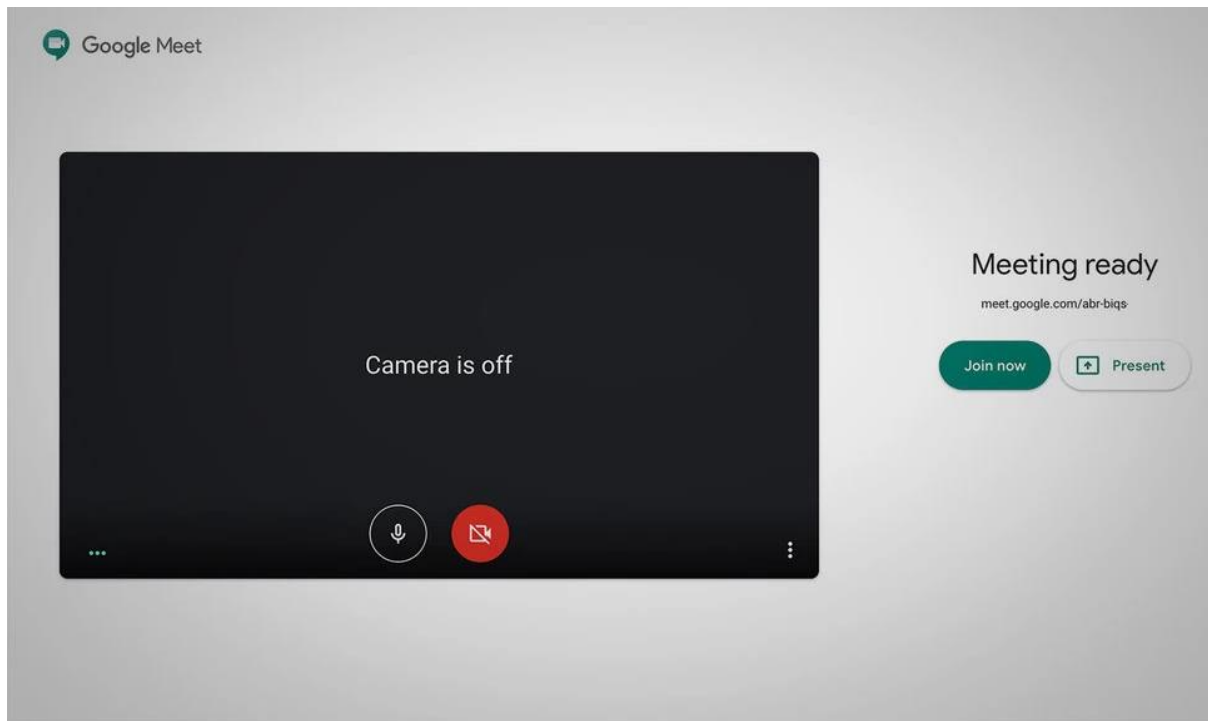 Google Meet
Meeting ready
meet.google.com/abr-biqs-
Join now
Present
Camera is off